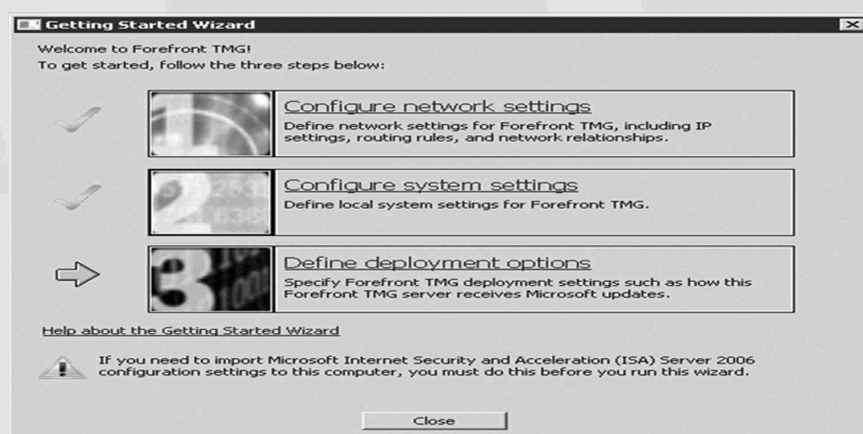 Getting Started Wizard
Welcome to Forefront TMG!
To get started, follow the three steps below:
Configure network settings
Define network settings for Forefront TMG, including IP
settings, routing rules, and network relationships.
Configure system settings
Define local system settings for Forefront TMG.
Define deployment options
Specify Forefront TMG deployment settings such as how this
Forefront TMG server receives Microsoft updates.
Help about the Getting Started Wizard
If you need to import Microsoft Internet Security and Acceleration (ISA) Server 2006
configuration settings to this computer, you must do this before you run this wizard.
Close